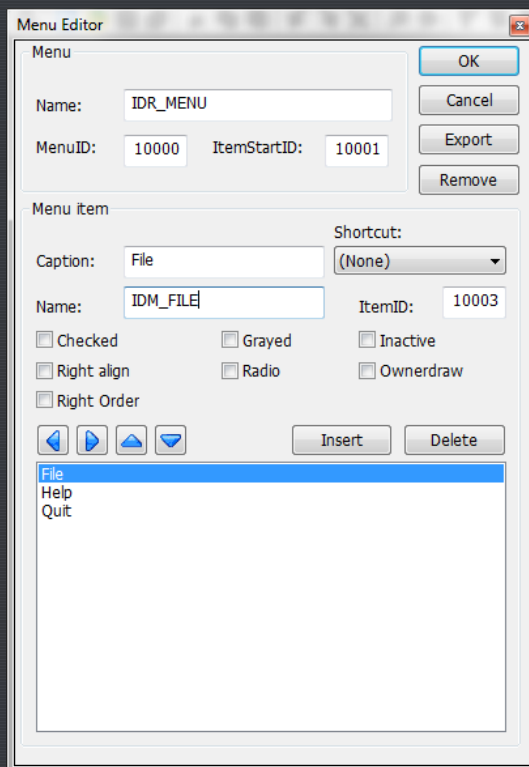 Menu Editor
Menu
OK
Name: IDR_MENU
Cancel
MenuID: 10000 ItemStartID: 10001
Export
Remove
Menu item
Shortcut:
Caption: File (None)
Name: IDM_FILE ItemID: 10003
Checked Grayed Inactive
Right align Radio Ownerdraw
Right Order
Insert Delete
File
Help
Quit